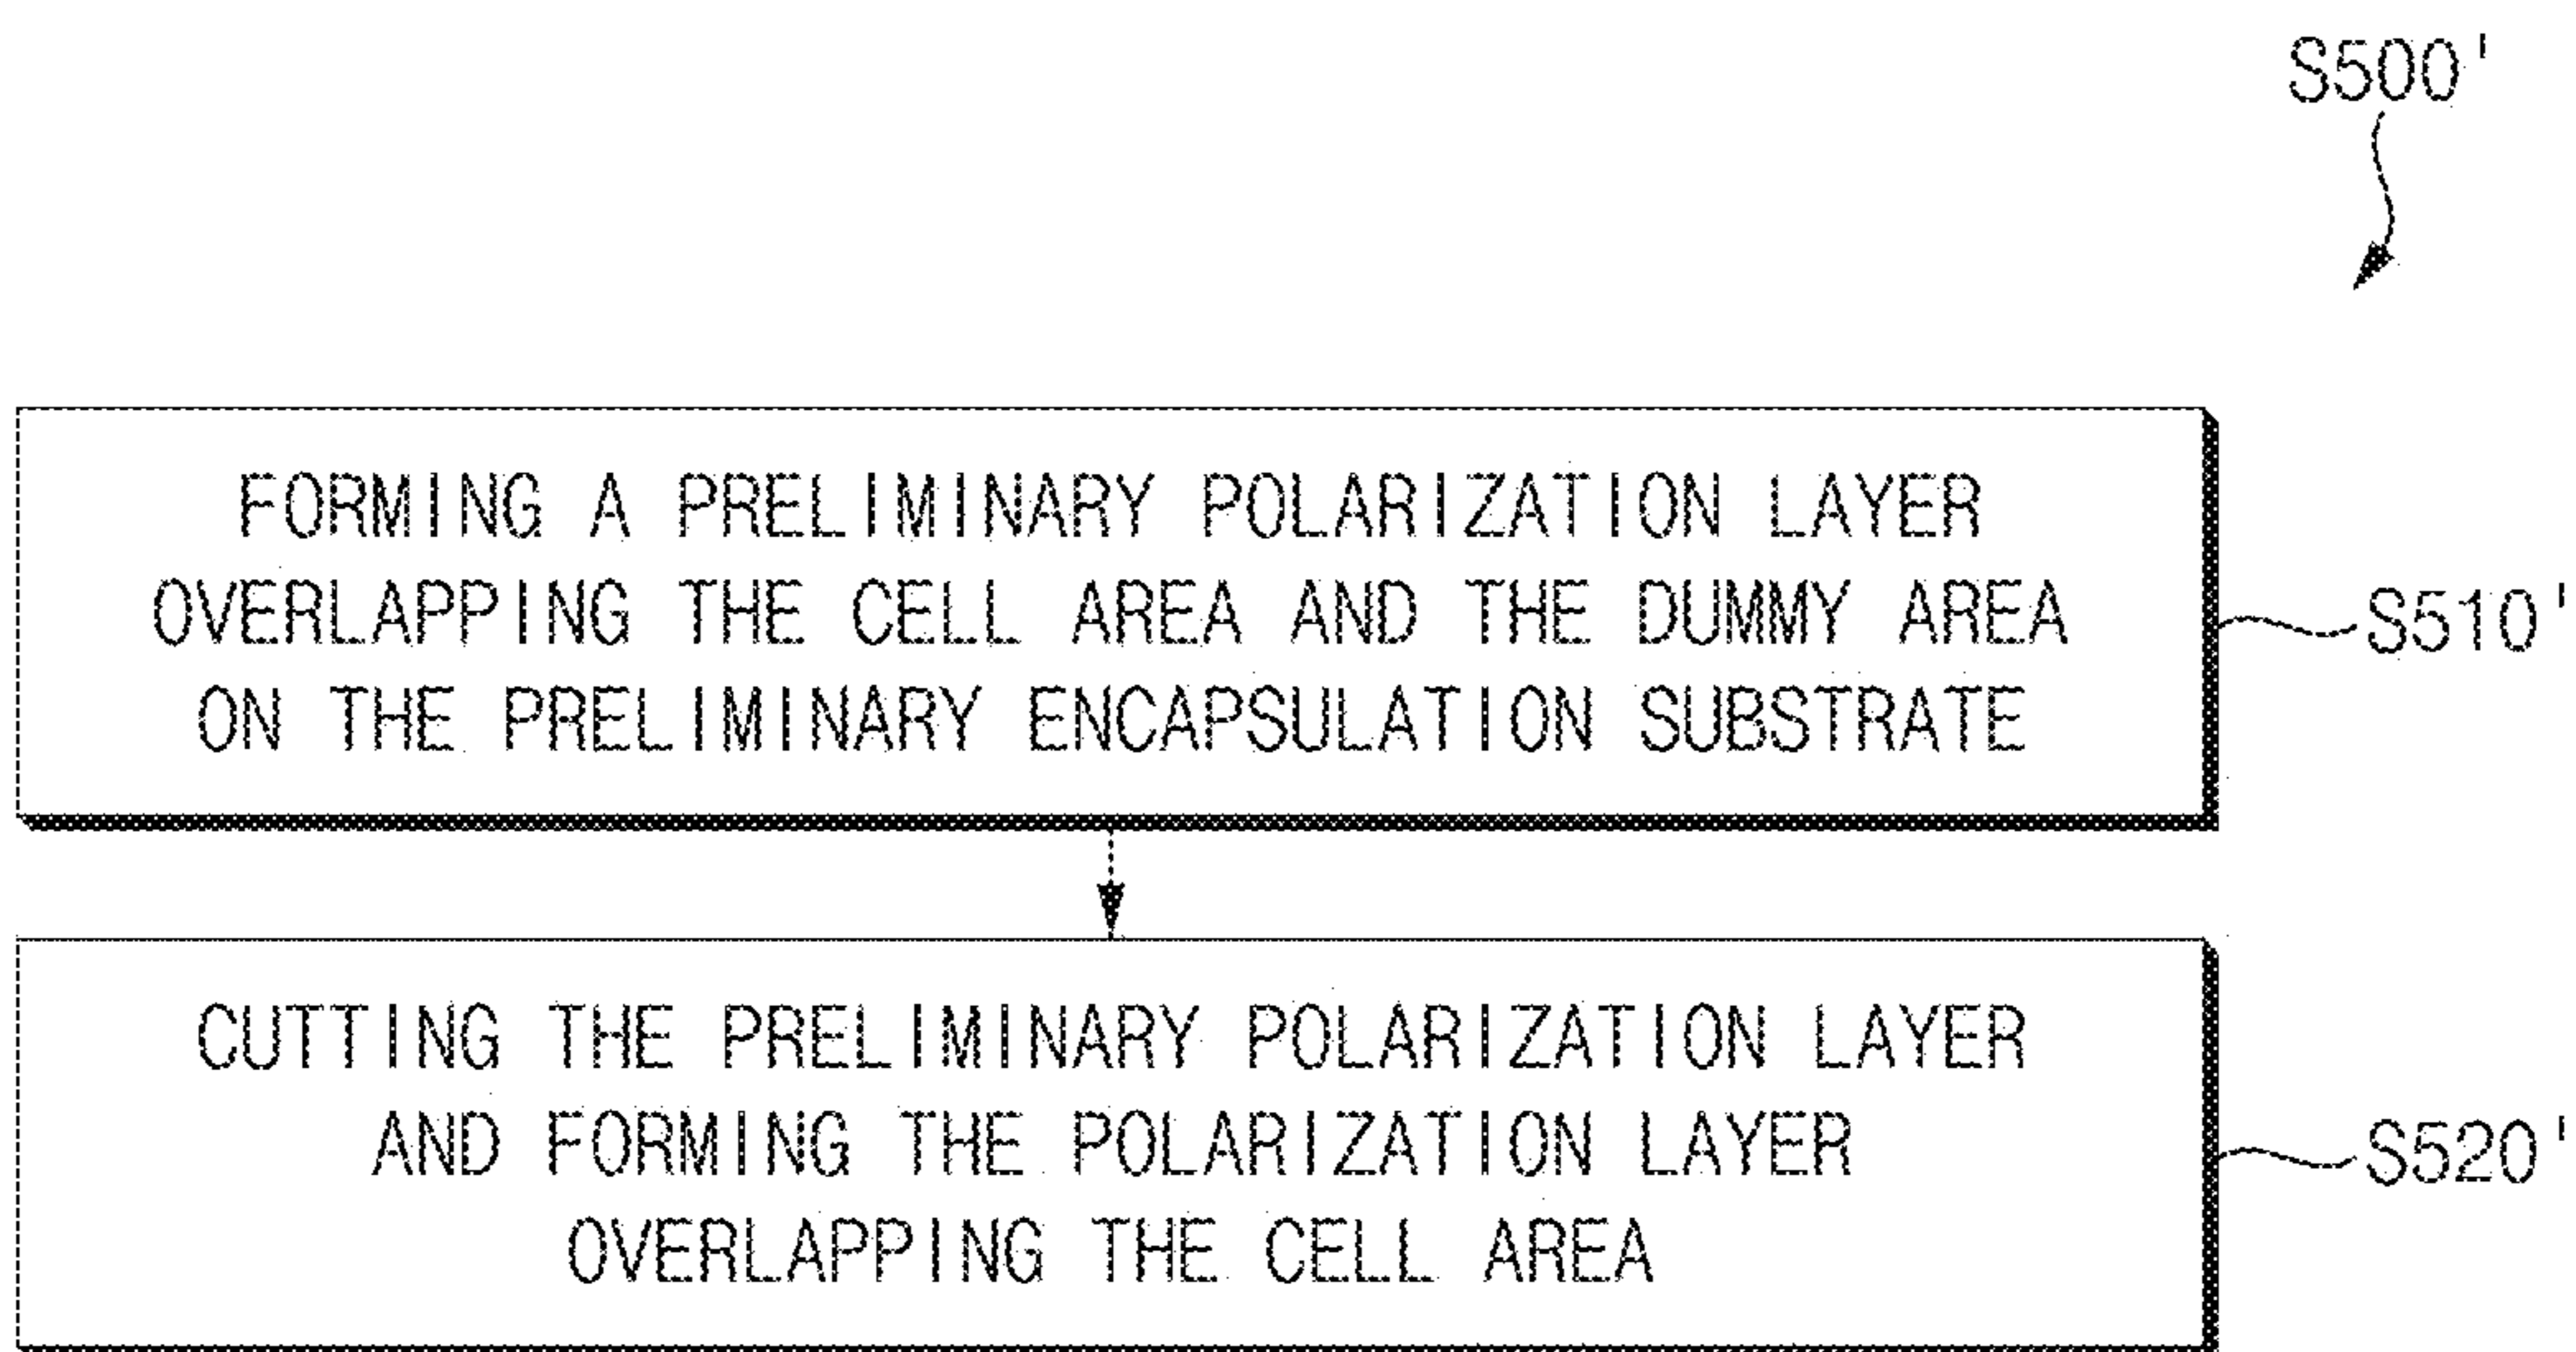 S500'
FORMING A PRELIMINARY POLARIZATION LAYER
OVERLAPPING THE CELL AREA AND THE DUMMY AREA
ON THE PRELIMINARY ENCAPSULATION SUBSTRATE
S510'
CUTTING THE PRELIMINARY POLARIZATION LAYER
AND FORMING THE POLARIZATION LAYER
OVERLAPPING THE CELL AREA
S520'